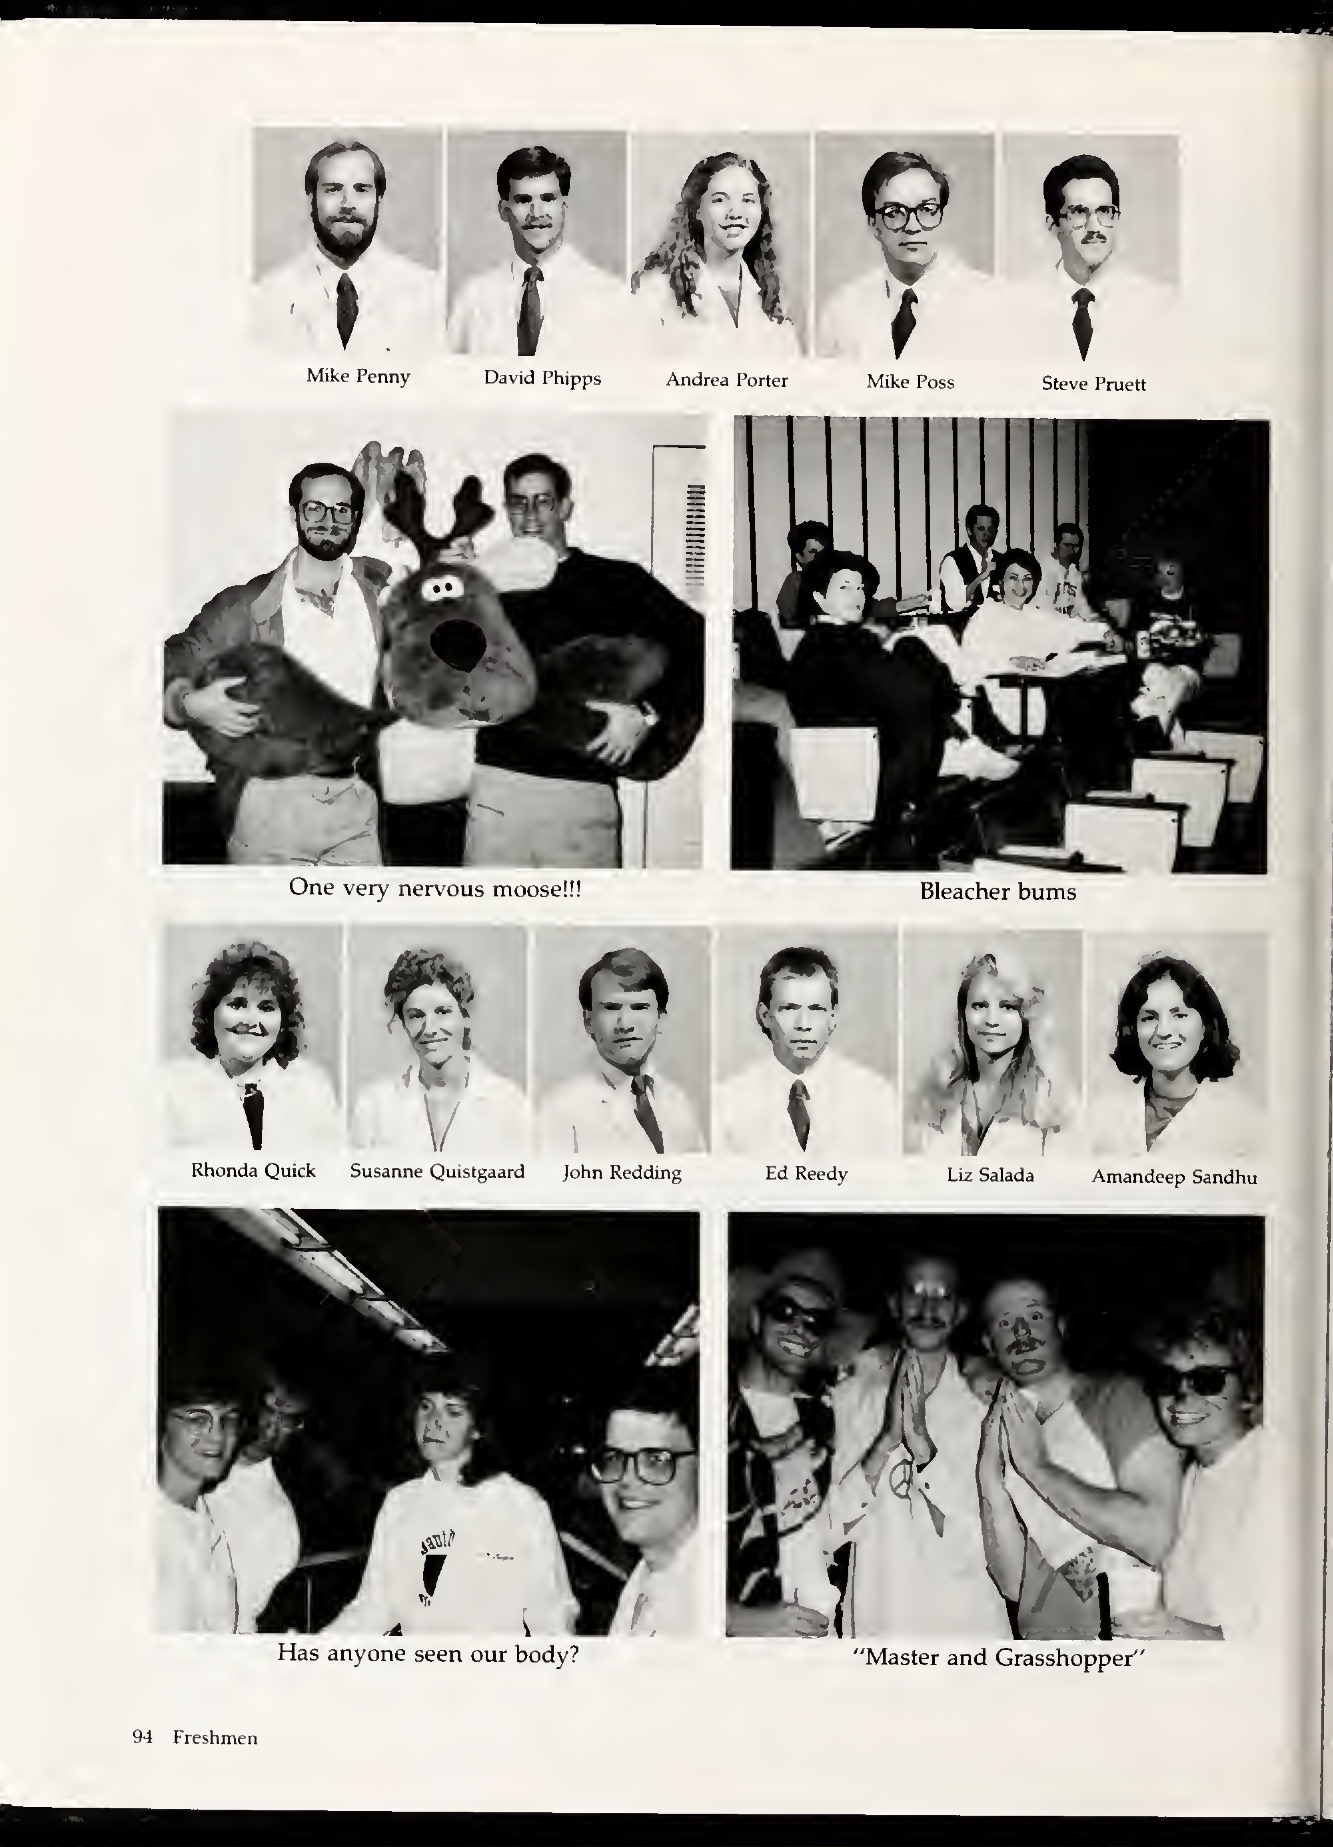 Mike Penny
David Phipps
Andrea Porter
Mike Poss
Steve Pruett
One very nervous moose!!!
Bleacher bums
Rhonda Quick
Susanne Quistgaard
John Redding
Ed Reedy
Liz Salada
Amandeep Sandhu
Has anyone seen our body?
"Master and Grasshopper"
94 Freshmen